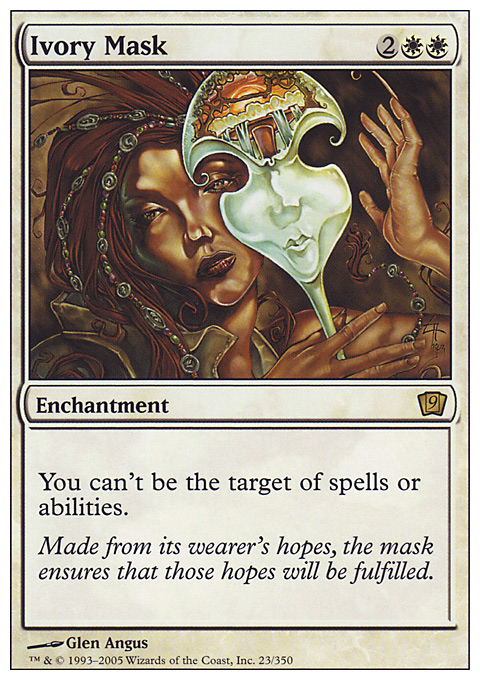 Ivory Mask 2
Enchantment 9
You can't be the target of spells or
abilities.
Made from its wearer's hopes, the mask
ensures that those hopes will be fulfilled.
Glen Angus
™ & © 1993–2005 Wizards of the Coast, Inc. 23/350